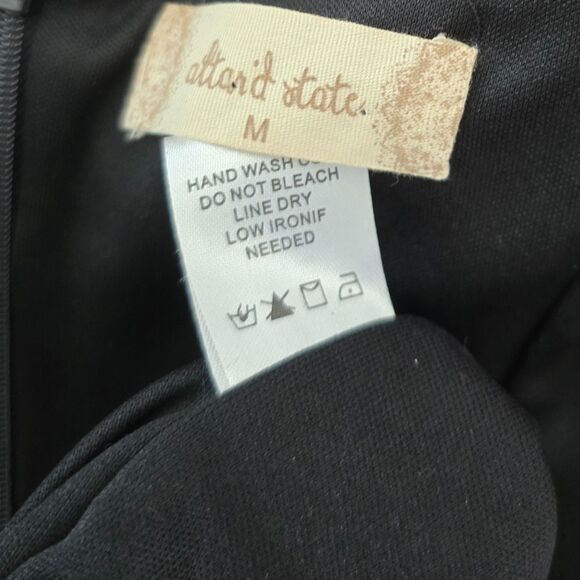 altar'd state.
M
HAND WASH
DO NOT BLEACH
LINE DRY
LOW IRONIF
NEEDED